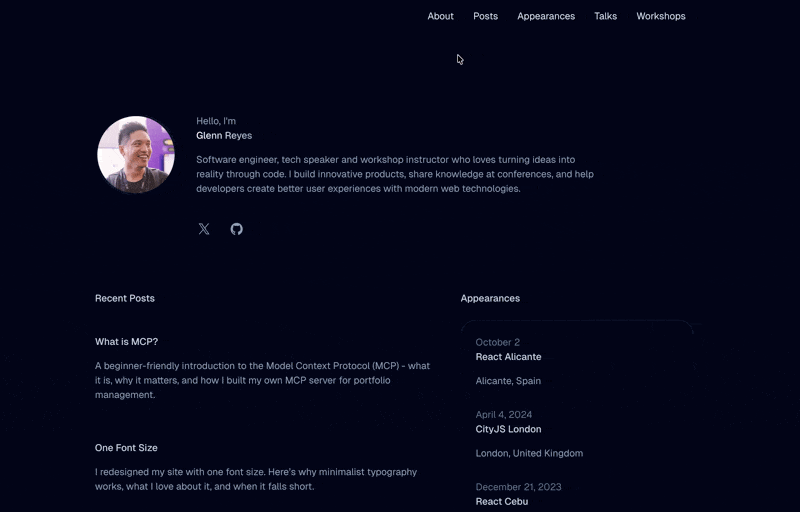 About Posts Appearances Talks Workshops
Hello, I'm
Glenn Reyes
Software engineer, tech speaker and workshop instructor who loves turning ideas into
reality through code. I build innovative products, share knowledge at conferences, and help
developers create better user experiences with modern web technologies.
Recent Posts
What is MCP?
A beginner-friendly introduction to the Model Context Protocol (MCP) - what
it is, why it matters, and how I built my own MCP server for portfolio
management.
One Font Size
I redesigned my site with one font size. Here's why minimalist typography
works, what I love about it, and when it falls short.
Appearances
October 2
React Alicante
Alicante, Spain
April 4, 2024
CityJS London
London, United Kingdom
December 21, 2023
React Cebu